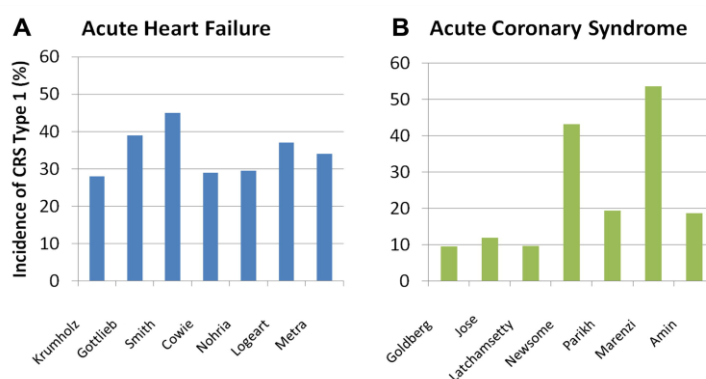 A Acute Heart Failure
Incidence of CRS Type 1 (%)
60
50
40
30
20
10
0
Krumholz
Gottlieb
Smith
Cowie
Nohria
Logeart
Metra
B Acute Coronary Syndrome
60
50
40
30
20
10
0
Goldberg
Jose
Latchamsetty
Newsome
Parikh
Marenzi
Amin